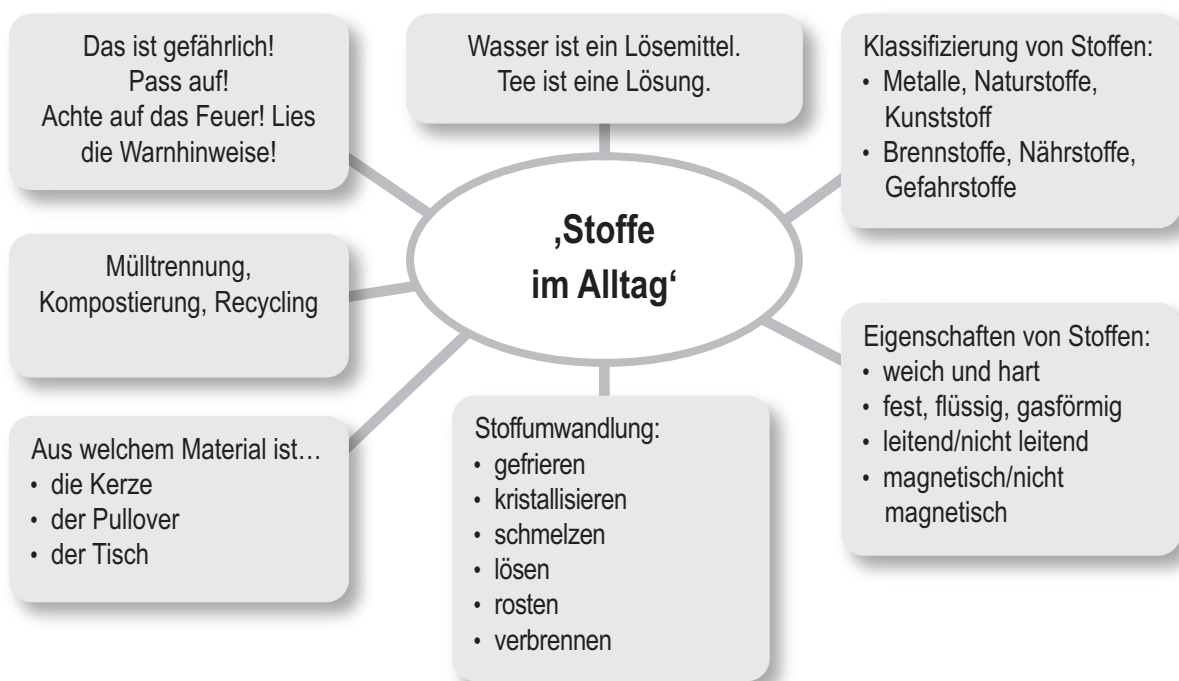 Das ist gefährlich!
Pass auf!
Achte auf das Feuer! Lies
die Warnhinweise!
Wasser ist ein Lösemittel.
Tee ist eine Lösung.
Klassifizierung von Stoffen:
• Metalle, Naturstoffe,
Kunststoff
• Brennstoffe, Nährstoffe,
Gefahrstoffe
‚Stoffe
im Alltag‘
Mülltrennung,
Kompostierung, Recycling
Eigenschaften von Stoffen:
• weich und hart
• fest, flüssig, gasförmig
• leitend/nicht leitend
• magnetisch/nicht
magnetisch
Aus welchem Material ist…
• die Kerze
• der Pullover
• der Tisch
Stoffumwandlung:
• gefrieren
• kristallisieren
• schmelzen
• lösen
• rosten
• verbrennen